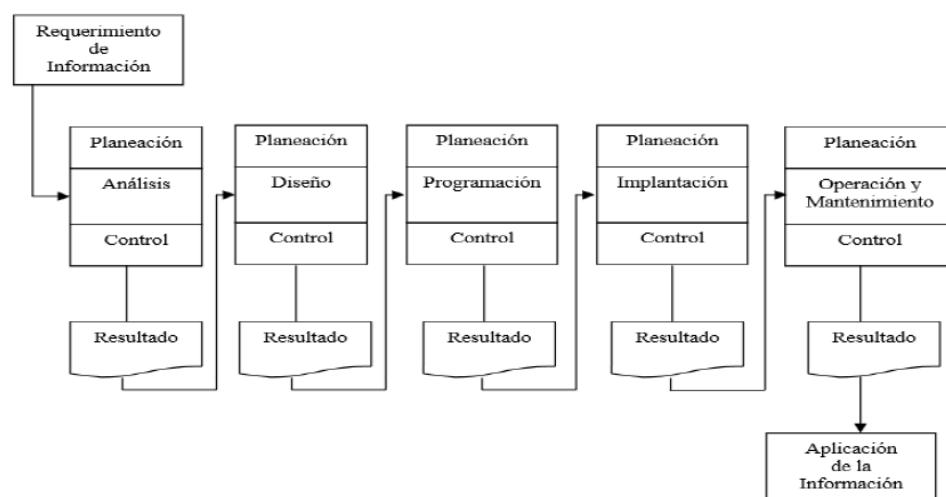 Requerimiento
de
Información
Planeación
Análisis
Control
Resultado
Planeación
Diseño
Control
Resultado
Planeación
Programación
Control
Resultado
Planeación
Implantación
Control
Resultado
Planeación
Operación y
Mantenimiento
Control
Resultado
Aplicación
de la
Información